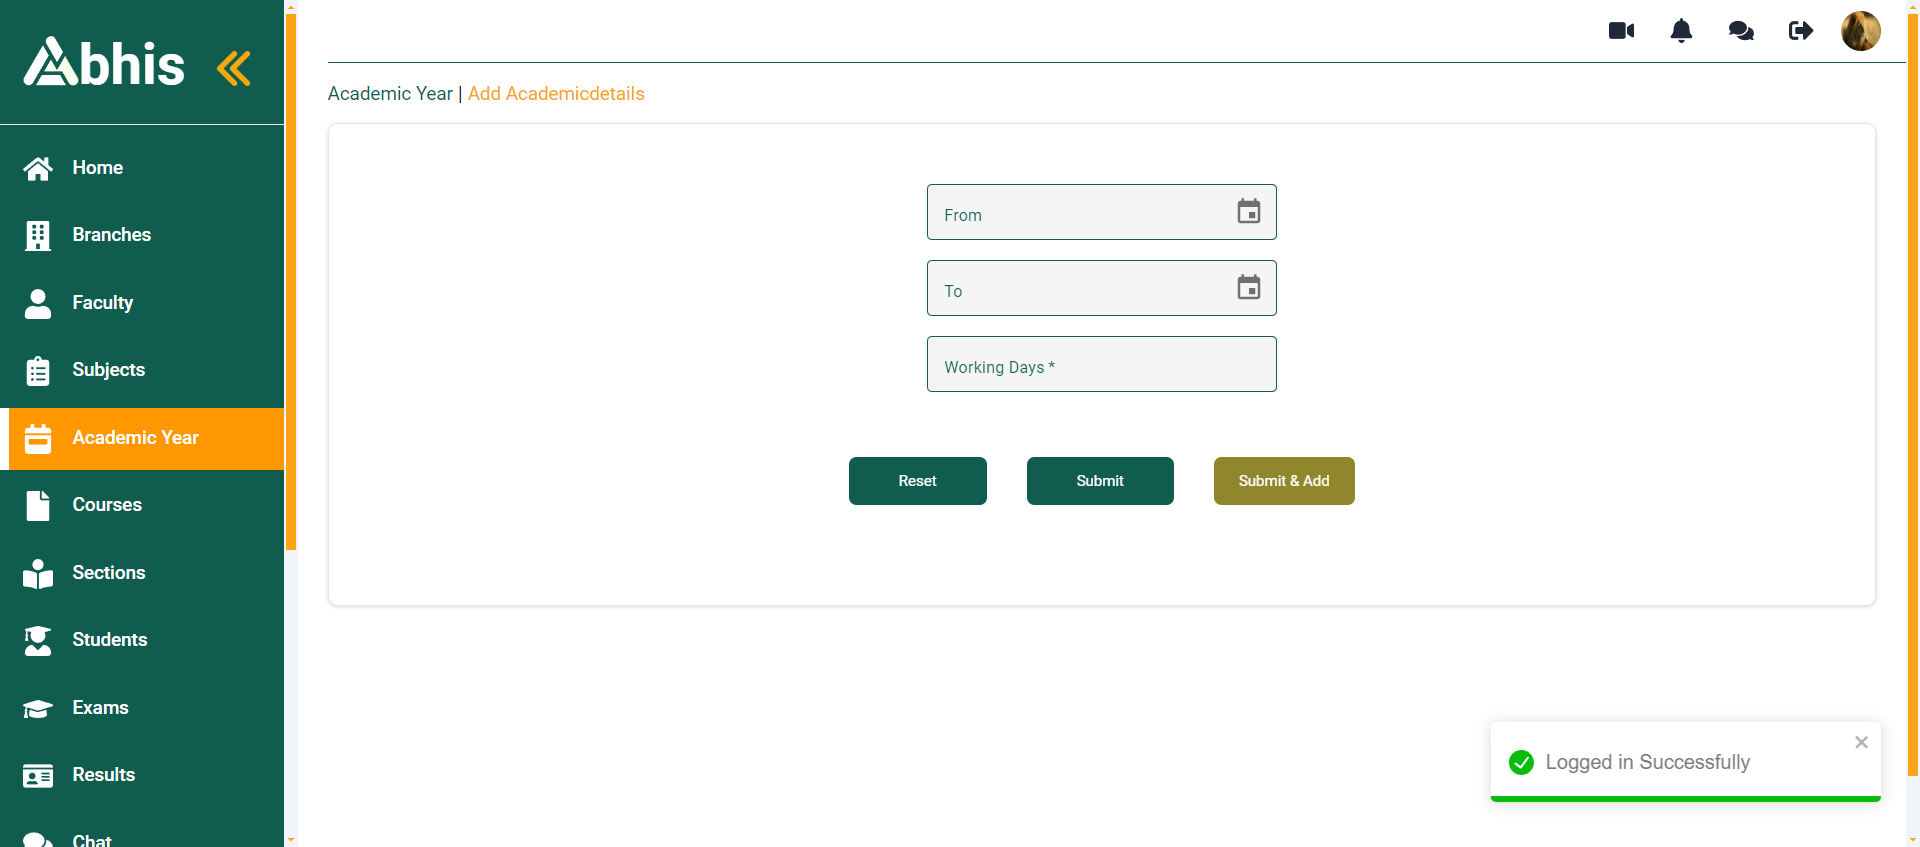 Abhis
Home
Branches
Faculty
Subjects
Academic Year
Courses
Sections
Students
Exams
Results
Chat
Academic Year | Add Academicdetails
From
To
Working Days *
Reset
Submit
Submit & Add
Logged in Successfully